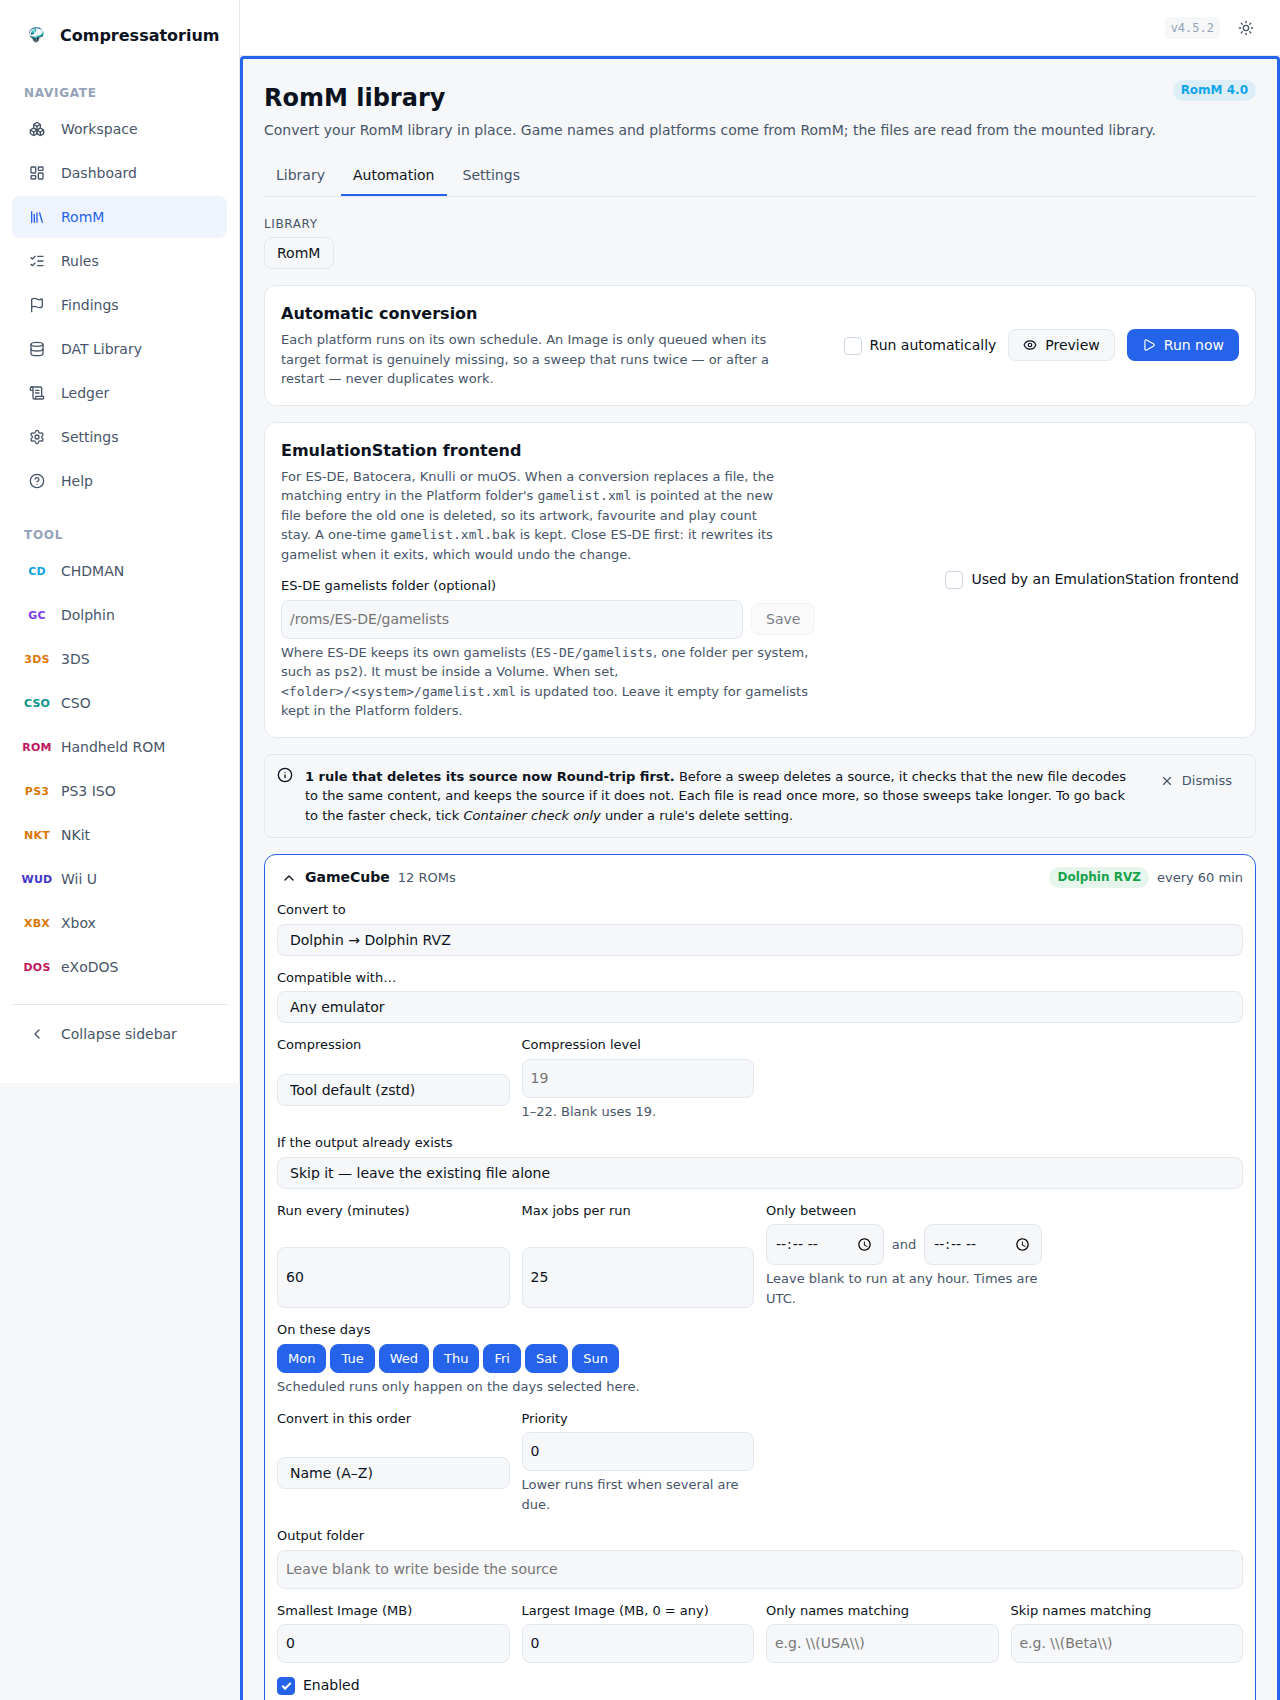 Compressatorium
v4.5.2
NAVIGATE
Workspace
Dashboard
RomM
Rules
Findings
DAT Library
Ledger
Settings
Help
TOOL
CD CHDMAN
GC Dolphin
3DS 3DS
CSO CSO
ROM Handheld ROM
PS3 PS3 ISO
NKT NKit
WUD Wii U
XBX Xbox
DOS eXoDOS
Collapse sidebar
RomM library
RomM 4.0
Convert your RomM library in place. Game names and platforms come from RomM; the files are read from the mounted library.
Library Automation Settings
LIBRARY
RomM
Automatic conversion
Each platform runs on its own schedule. An Image is only queued when its
target format is genuinely missing, so a sweep that runs twice — or after a
restart — never duplicates work.
Run automatically Preview Run now
EmulationStation frontend
For ES-DE, Batocera, Knulli or muOS. When a conversion replaces a file, the
matching entry in the Platform folder's gamelist.xml is pointed at the new
file before the old one is deleted, so its artwork, favourite and play count
stay. A one-time gamelist.xml.bak is kept. Close ES-DE first: it rewrites its
gamelist when it exits, which would undo the change.
ES-DE gamelists folder (optional)
/roms/ES-DE/gamelists Save
Where ES-DE keeps its own gamelists (ES-DE/gamelists, one folder per system,
such as ps2). It must be inside a Volume. When set,
<folder>/<system>/gamelist.xml is updated too. Leave it empty for gamelists
kept in the Platform folders.
Used by an EmulationStation frontend
1 rule that deletes its source now Round-trip first. Before a sweep deletes a source, it checks that the new file decodes
to the same content, and keeps the source if it does not. Each file is read once more, so those sweeps take longer. To go back
to the faster check, tick Container check only under a rule's delete setting.
Dismiss
GameCube 12 ROMs
Dolphin RVZ every 60 min
Convert to
Dolphin → Dolphin RVZ
Compatible with…
Any emulator
Compression Compression level
Tool default (zstd) 19
1–22. Blank uses 19.
If the output already exists
Skip it — leave the existing file alone
Run every (minutes) Max jobs per run Only between
60 25 --:-- -- and --:-- --
Leave blank to run at any hour. Times are
UTC.
On these days
Mon Tue Wed Thu Fri Sat Sun
Scheduled runs only happen on the days selected here.
Convert in this order Priority
Name (A–Z) 0
Lower runs first when several are
due.
Output folder
Leave blank to write beside the source
Smallest Image (MB) Largest Image (MB, 0 = any) Only names matching Skip names matching
0 0 e.g. \\(USA\\) e.g. \\(Beta\\)
Enabled